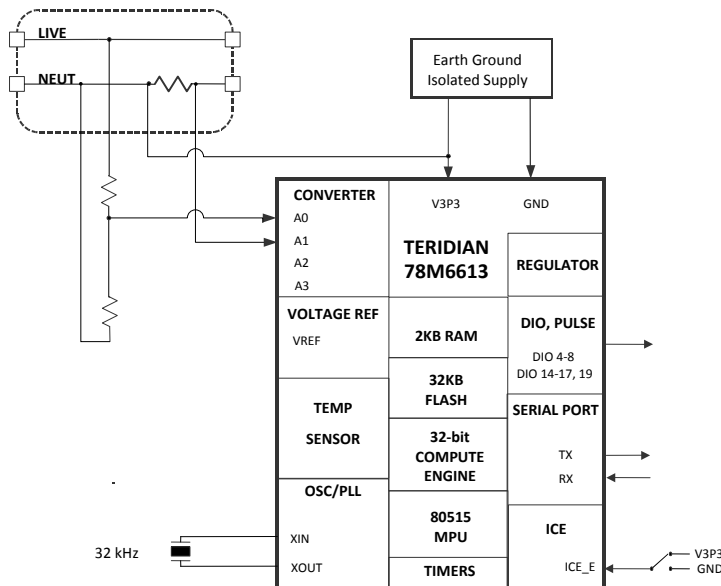 LIVE
NEUT
Earth Ground
Isolated Supply
CONVERTER
V3P3
GND
A0
A1
A2
A3
TERIDIAN
78M6613
REGULATOR
VOLTAGE REF
VREF
2KB RAM
DIO, PULSE
DIO 4-8
DIO 14-17, 19
32KB
FLASH
TEMP
SENSOR
SERIAL PORT
TX
RX
32-bit
COMPUTE
ENGINE
OSC/PLL
XIN
XOUT
32 kHz
80515
MPU
TIMERS
ICE
ICE_E
V3P3
GND